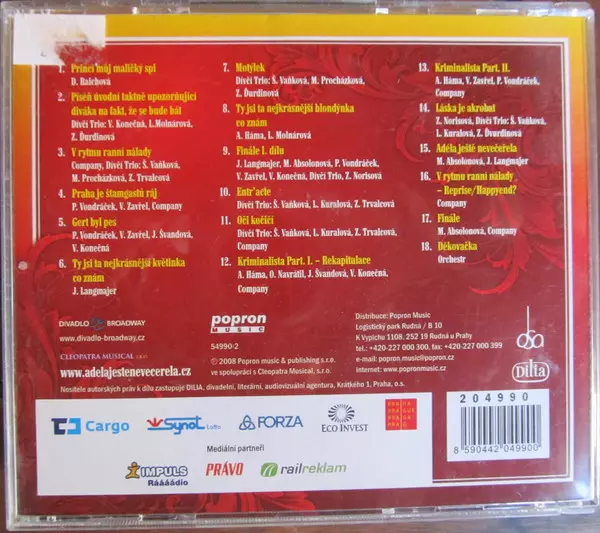 1. Princi můj maličký spi
D. Balchová
2. Píseň úvodní taktně upozorňující
diváka na fakt, že se bude bát
Dívčí Trio: V. Konečná, L.Molnárová,
Z. Ďurdinová
3. V rytmu ranní nálady
Company, Dívčí Trio: Š. Vaňková,
M. Procházková, Z. Trvalcová
4. Praha je štamgastů ráj
P. Vondráček, V. Zavřel, Company
5. Gert byl pes
P. Vondráček, V. Zavřel, J. Švandová,
V. Konečná
6. Ty jsi ta nejkrásnější květinka
co znám
J. Langmajer
7. Motýlek
Dívčí Trio: Š. Vaňková, M. Procházková,
Z. Ďurdinová
8. Ty jsi ta nejkrásnější blondýnka
co znám
A. Háma, L. Molnárová
9. Finále I. dílu
J. Langmajer, M. Absolonová, P. Vondráček,
V. Zavřel, V. Konečná, Dívčí Trio, Z. Norisová
10. Entr'acte
Dívčí Trio: Š. Vaňková, L. Kuralová, Z. Trvalcová
11. Oči kočičí
Dívčí Trio: Š. Vaňková, L. Kuralová, Z. Trvalcová,
Company
12. Kriminalista Part. I. – Rekapitulace
A. Háma, O. Navrátil, J. Švandová, V. Konečná,
Company
13. Kriminalista Part. II.
A. Háma, V. Zavřel, P. Vondráček,
Company
14. Láska je akrobat
Z. Norisová, Dívčí Trio: Š. Vaňková,
L. Kuralová, Z. Ďurdinová
15. Adéla ještě nevečeřela
M. Absolonová, J. Langmajer
16. V rytmu ranní nálady
– Reprise/Happyend?
Company
17. Finále
M. Absolonová, Company
18. Děkovačka
Orchestr
DIVADLO BROADWAY
www.divadlo-broadway.cz
CLEOPATRA MUSICAL s.r.o.
www.adelajestenevecerela.cz
popron
MUSIC
54990-2
© 2008 Popron music & publishing s.r.o.
ve spolupráci s Cleopatra Musical, s.r.o.
Distribuce: Popron Music
Logistický park Rudná / B 10
K Vypichu 1108, 252 19 Rudná u Prahy
tel.: +420-227 000 300, fax: +420-227 000 399
e-mail: popron.music@popron.cz
internet: www.popronmusic.cz
osa
DILIA
Nositele autorských práv k dílu zastupuje DILIA, divadelní, literární, audiovizuální agentura, Krátkého 1, Praha, o.s.
Cargo
SYNOT Lotto
FORZA
ECO INVEST
PRAHA
PRAGUE
PRAGA
PRAG
204990
8 590442 049900
Mediální partneři
IMPULS
Ráááádio
PRÁVO
railreklam